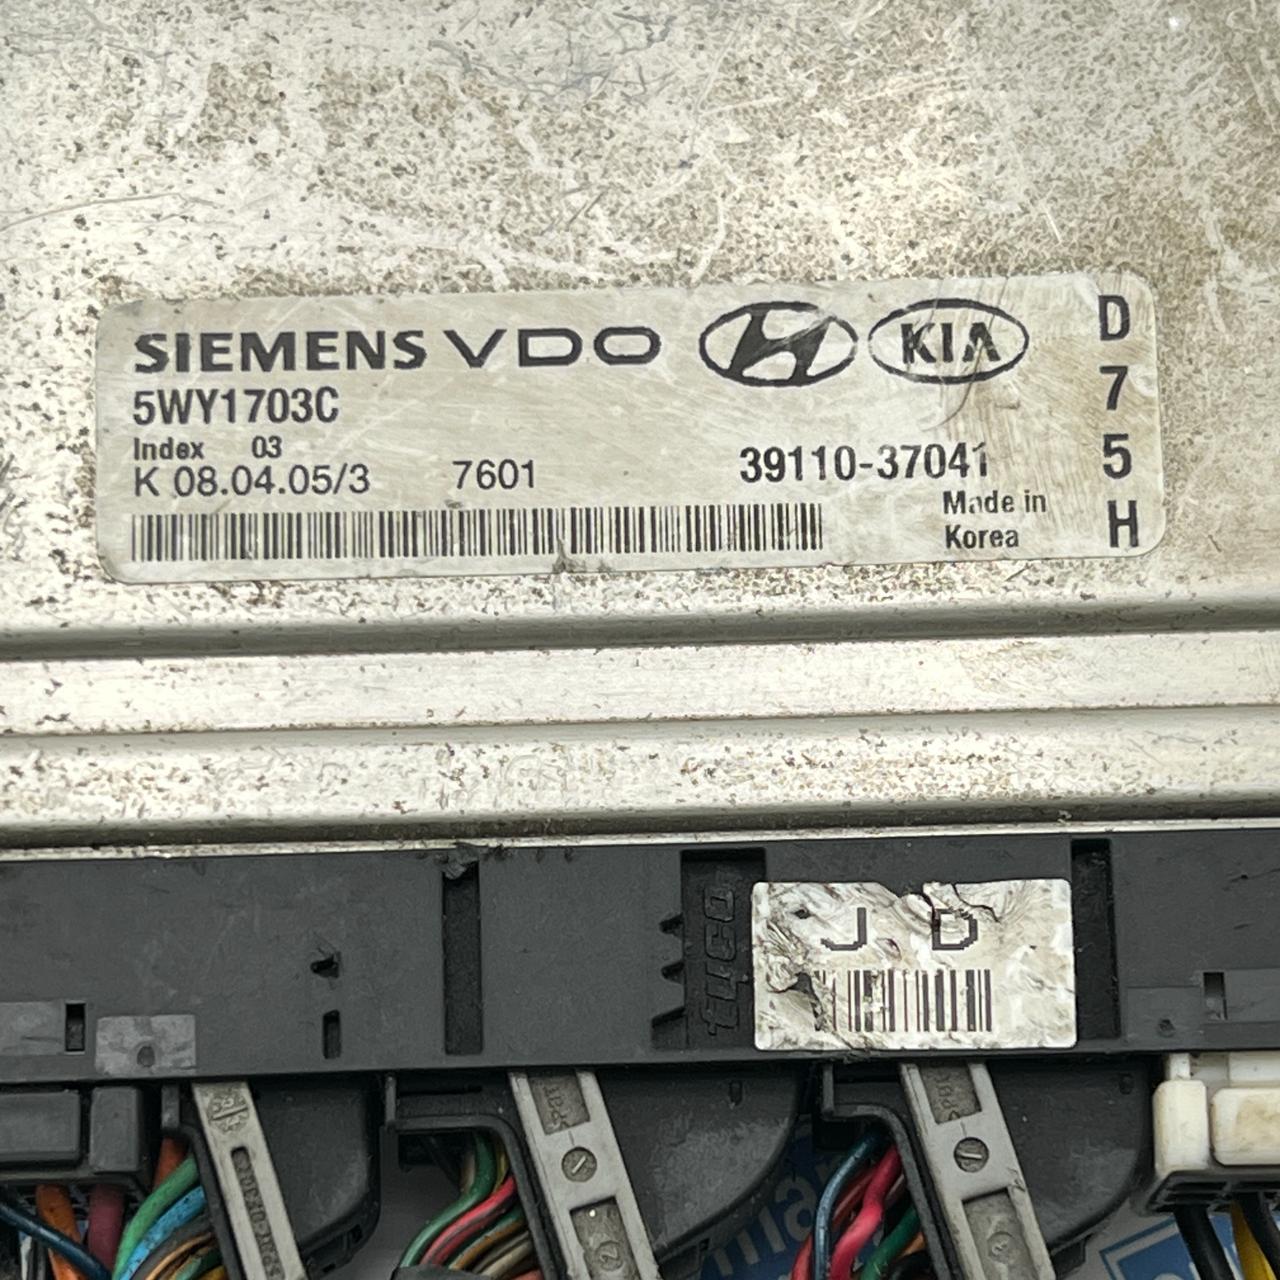 SIEMENS VDO KIA
5WY1703C
Index 03
K 08.04.05/3 7601 39110-37041
Made in
Korea
D
7
5
H
tyco
J D